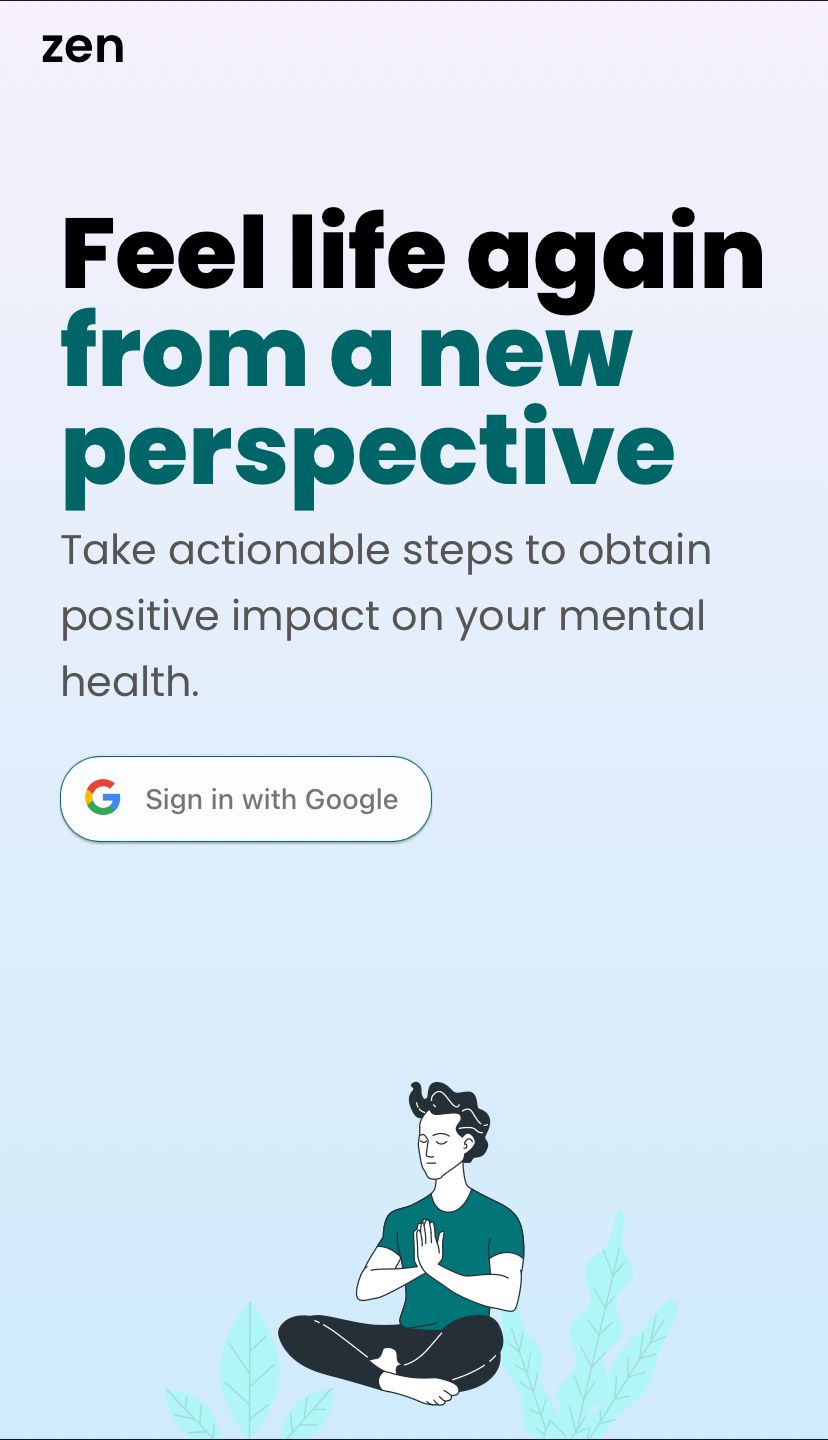 zen
Feel life again
from a new
perspective
Take actionable steps to obtain
positive impact on your mental
health.
Sign in with Google